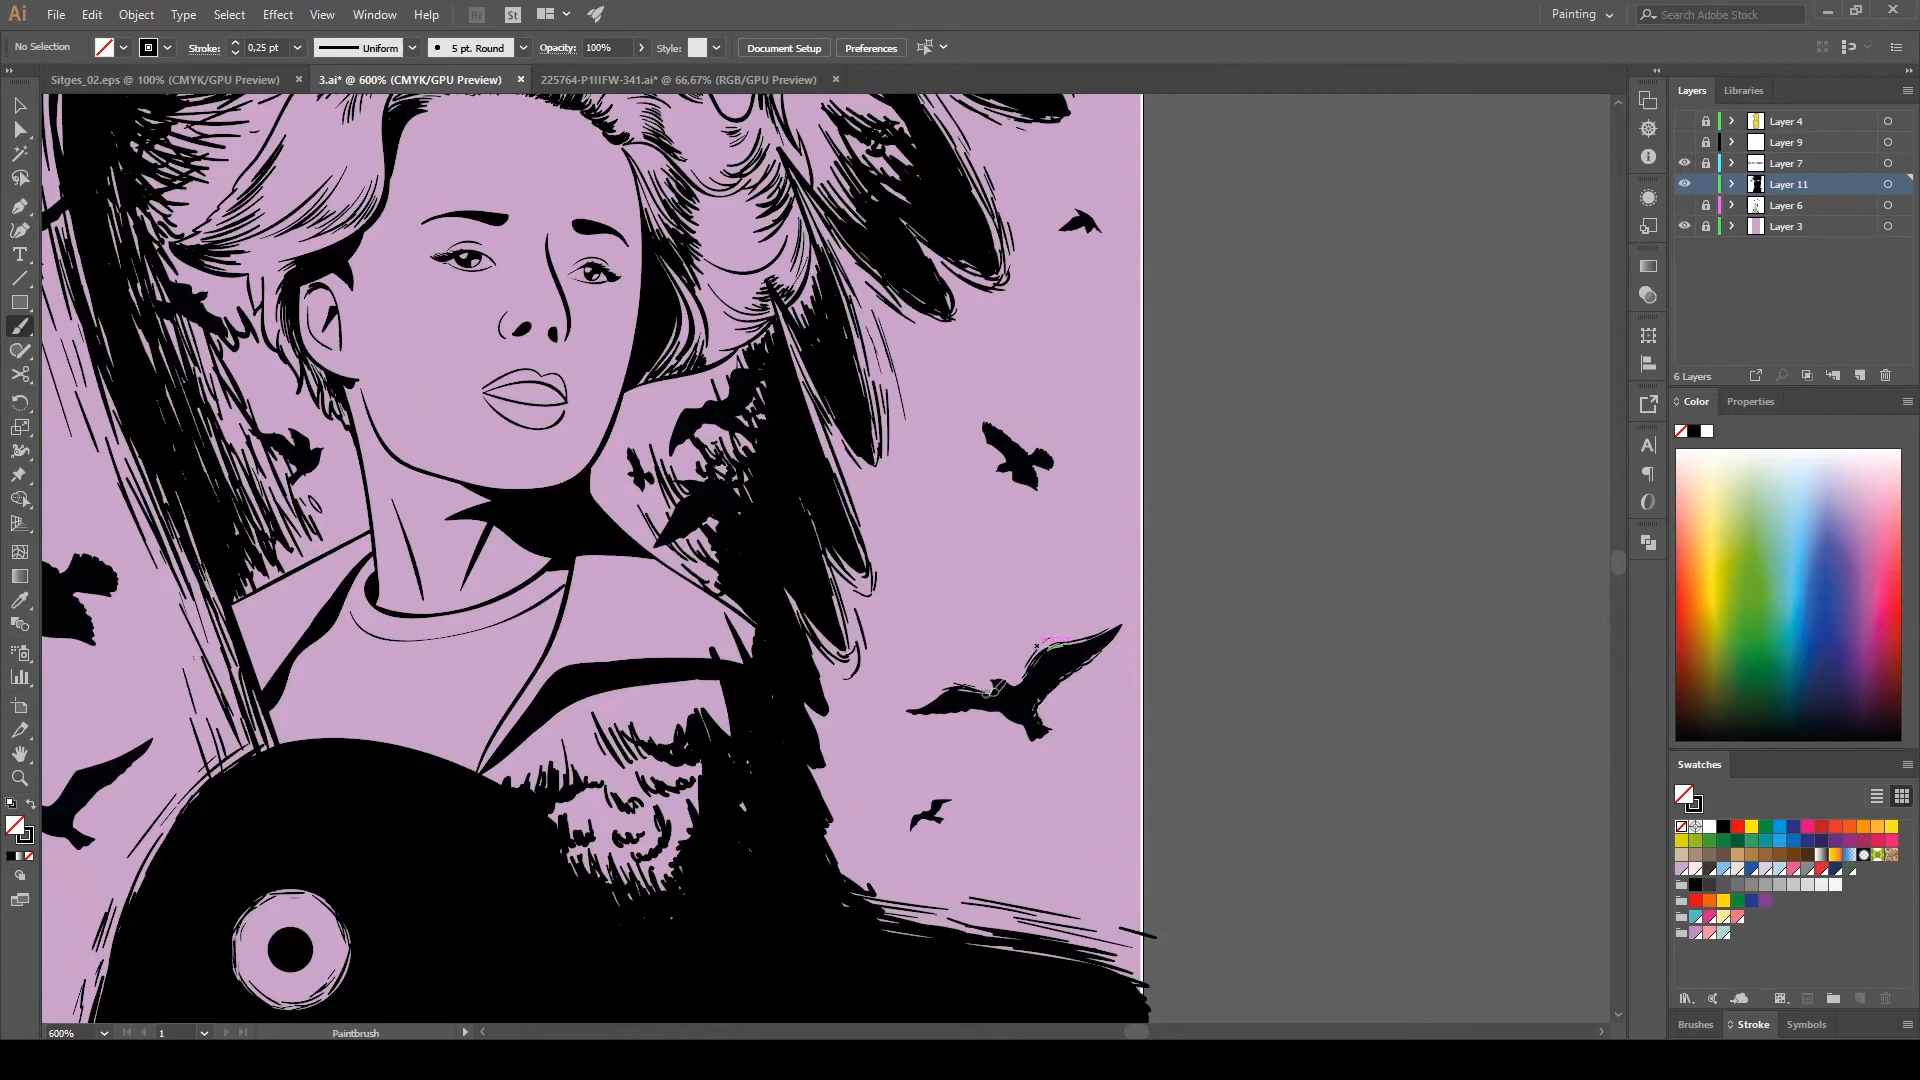 Ai File Edit Object Type Select Effect View Window Help Br St Painting Search Adobe Stock
No Selection Stroke: 0,25 pt Uniform 5 pt. Round Opacity: 100% Style: Document Setup Preferences
Sitges_02.eps @ 100% (CMYK/GPU Preview) × 3.ai* @ 600% (CMYK/GPU Preview) × 225764-P1IIFW-341.ai* @ 66,67% (RGB/GPU Preview) ×
Layers Libraries
Layer 4
Layer 9
Layer 7
Layer 11
Layer 6
Layer 3
6 Layers
Color Properties
Swatches
Brushes Stroke Symbols
600% 1 Paintbrush